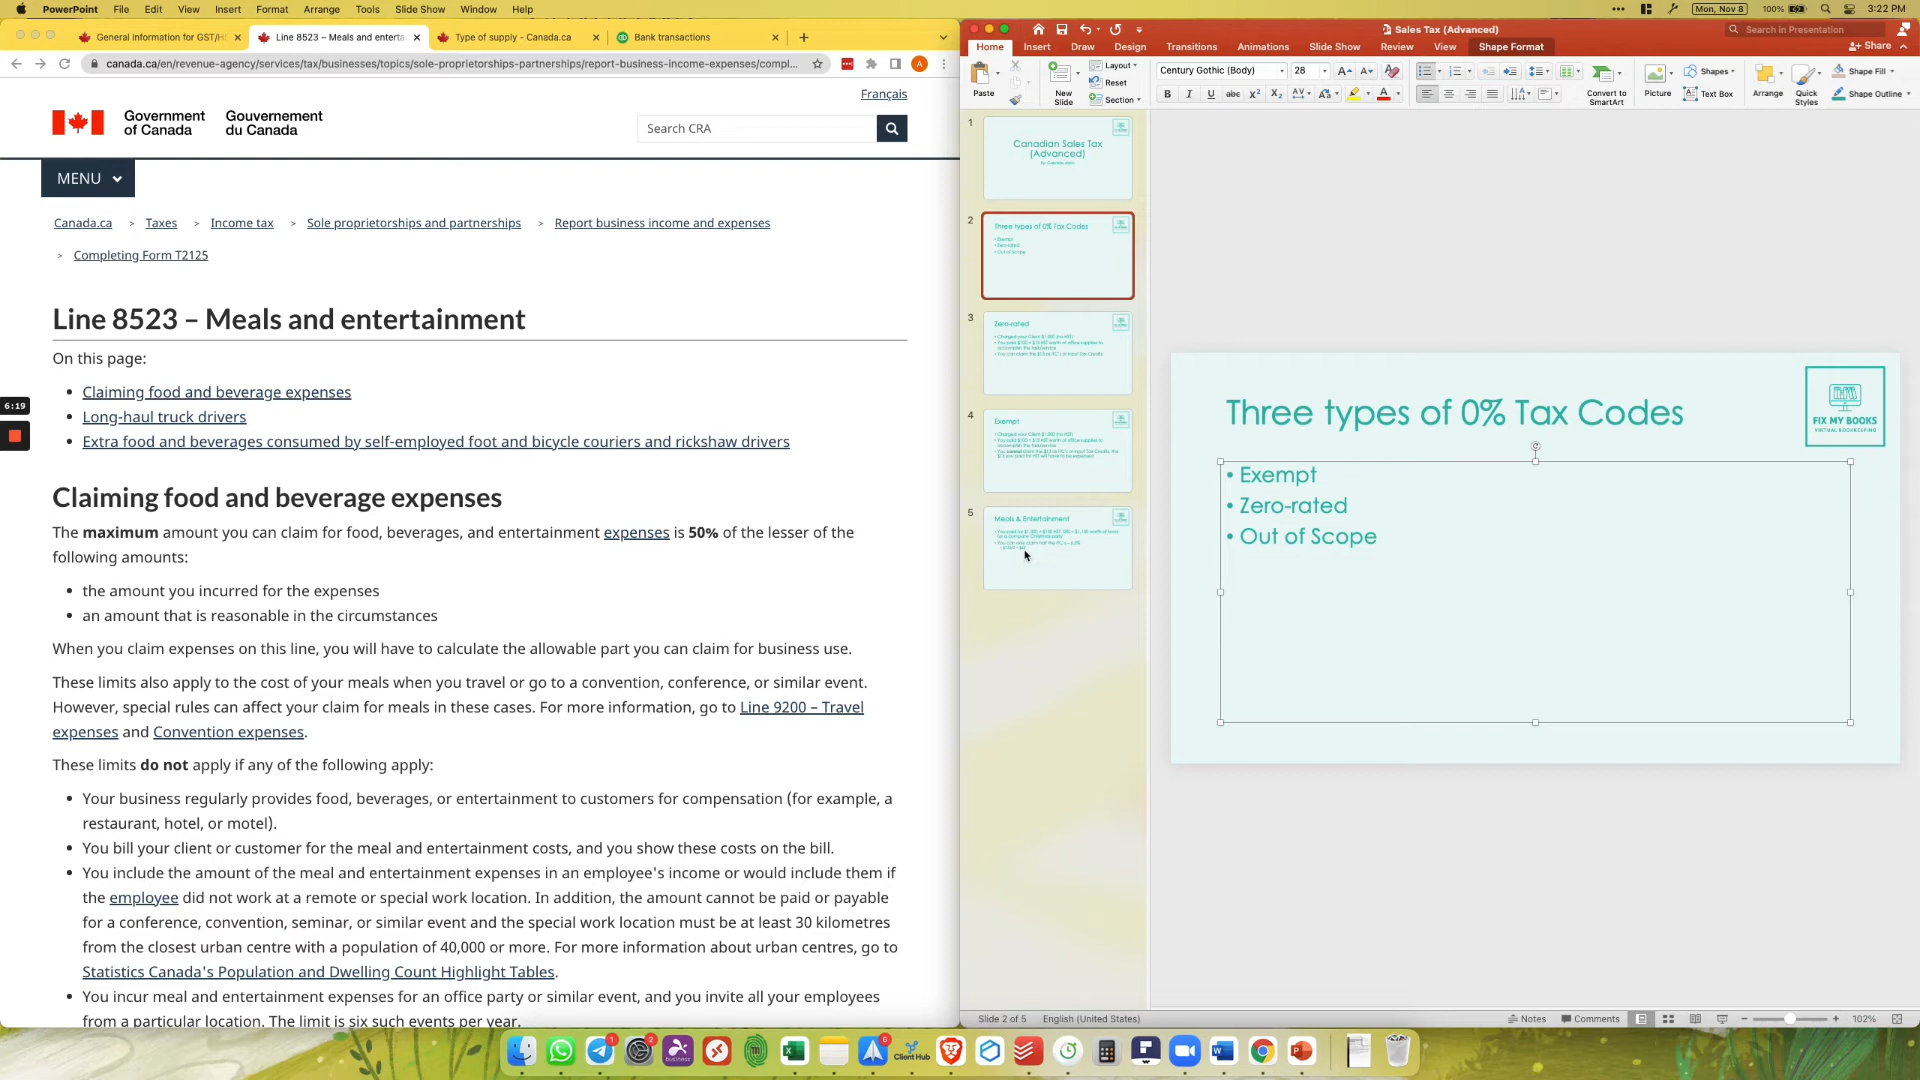 PowerPoint File Edit View Insert Format Arrange Tools Slide Show Window Help
100% Mon, Nov 8 3:22 PM
General Information for GST/H
Line 8523 – Meals and enterta
Type of supply - Canada.ca
Bank transactions
canada.ca/en/revenue-agency/services/tax/businesses/topics/sole-proprietorships-partnerships/report-business-income-expenses/compl...
A
Français
Government of Canada
Gouvernement du Canada
Search CRA
MENU
Canada.ca > Taxes > Income tax > Sole proprietorships and partnerships > Report business income and expenses
> Completing Form T2125
Line 8523 – Meals and entertainment
On this page:
• Claiming food and beverage expenses
• Long-haul truck drivers
• Extra food and beverages consumed by self-employed foot and bicycle couriers and rickshaw drivers
6:19
Claiming food and beverage expenses
The maximum amount you can claim for food, beverages, and entertainment expenses is 50% of the lesser of the
following amounts:
• the amount you incurred for the expenses
• an amount that is reasonable in the circumstances
When you claim expenses on this line, you will have to calculate the allowable part you can claim for business use.
These limits also apply to the cost of your meals when you travel or go to a convention, conference, or similar event.
However, special rules can affect your claim for meals in these cases. For more information, go to Line 9200 – Travel
expenses and Convention expenses.
These limits do not apply if any of the following apply:
• Your business regularly provides food, beverages, or entertainment to customers for compensation (for example, a
restaurant, hotel, or motel).
• You bill your client or customer for the meal and entertainment costs, and you show these costs on the bill.
• You include the amount of the meal and entertainment expenses in an employee's income or would include them if
the employee did not work at a remote or special work location. In addition, the amount cannot be paid or payable
for a conference, convention, seminar, or similar event and the special work location must be at least 30 kilometres
from the closest urban centre with a population of 40,000 or more. For more information about urban centres, go to
Statistics Canada's Population and Dwelling Count Highlight Tables.
• You incur meal and entertainment expenses for an office party or similar event, and you invite all your employees
from a particular location. The limit is six such events per year.
Sales Tax (Advanced)
Search in Presentation
Home Insert Draw Design Transitions Animations Slide Show Review View Shape Format
Share
Paste
New Slide
Layout
Reset
Section
Century Gothic (Body) 28
Convert to SmartArt
Picture
Shapes
Text Box
Arrange
Quick Styles
Shape Fill
Shape Outline
1
Canadian Sales Tax
(Advanced)
2
Three types of 0% Tax Codes
• Exempt
• Zero-rated
• Out of Scope
3
Zero-rated
4
Exempt
5
Meals & Entertainment
Three types of 0% Tax Codes
FIX MY BOOKS
VIRTUAL BOOKKEEPING
• Exempt
• Zero-rated
• Out of Scope
Slide 2 of 5 English (United States)
Notes Comments 102%
Client Hub